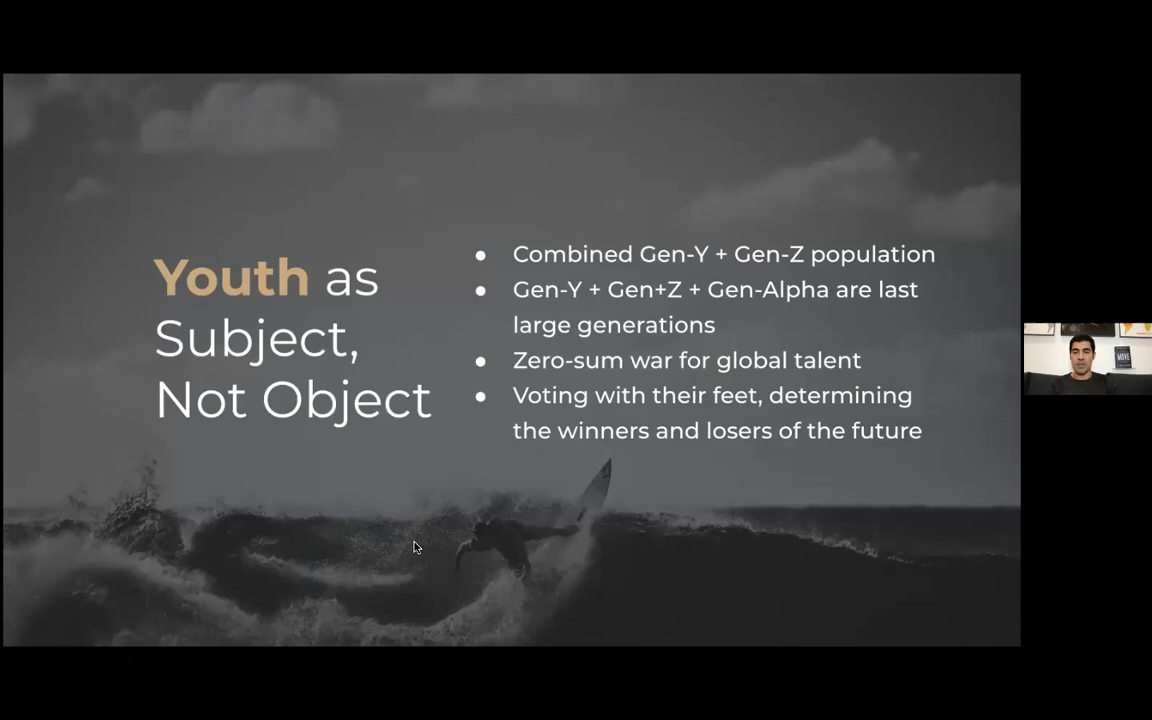 Youth as
Subject,
Not Object
● Combined Gen-Y + Gen-Z population
● Gen-Y + Gen+Z + Gen-Alpha are last
large generations
● Zero-sum war for global talent
● Voting with their feet, determining
the winners and losers of the future
MOVE